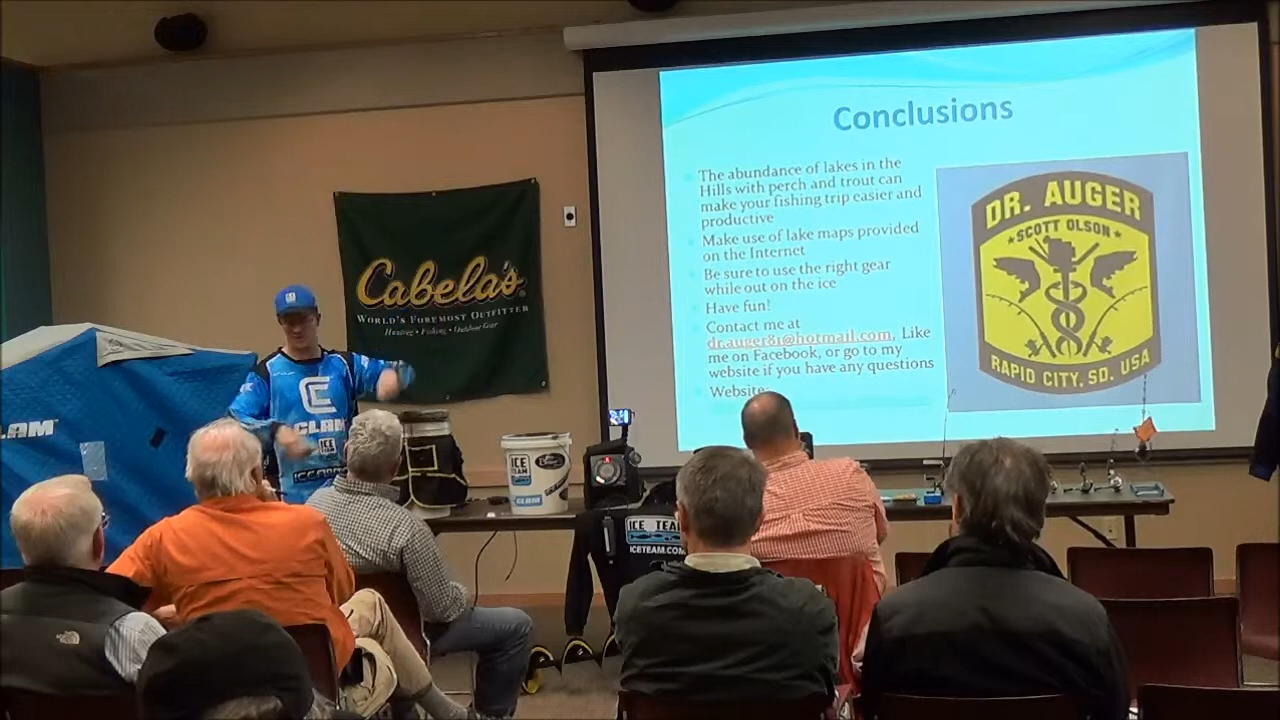 Conclusions
The abundance of lakes in the
Hills with perch and trout can
make your fishing trip easier and
productive
Make use of lake maps provided
on the Internet
Be sure to use the right gear
while out on the ice
Have fun!
Contact me at
dr.auger81@hotmail.com, Like
me on Facebook, or go to my
website if you have any questions
Website:
DR. AUGER
★SCOTT OLSON★
RAPID CITY, SD. USA
Cabela's®
WORLD'S FOREMOST OUTFITTER
Hunting • Fishing • Outdoor Gear
CLAM
ICE
CLAM
ICE
TEAM
CLAM
ICE TEAM
ICETEAM.COM